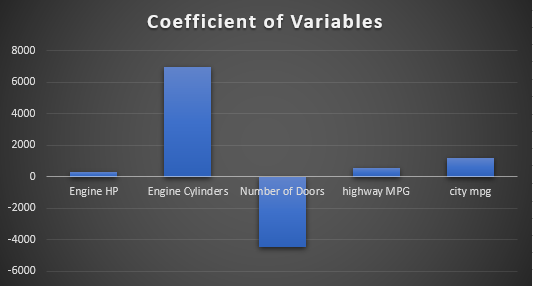 Coefficient of Variables
8000
6000
4000
2000
0
-2000
-4000
-6000
Engine HP
Engine Cylinders
Number of Doors
highway MPG
city mpg